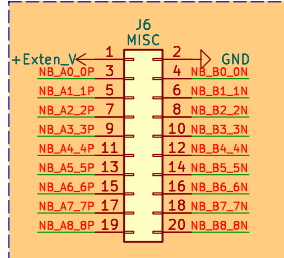 J6
MISC
+Exten_V 1 2 GND
NB_A0_0P 3 4 NB_B0_0N
NB_A1_1P 5 6 NB_B1_1N
NB_A2_2P 7 8 NB_B2_2N
NB_A3_3P 9 10 NB_B3_3N
NB_A4_4P 11 12 NB_B4_4N
NB_A5_5P 13 14 NB_B5_5N
NB_A6_6P 15 16 NB_B6_6N
NB_A7_7P 17 18 NB_B7_7N
NB_A8_8P 19 20 NB_B8_8N